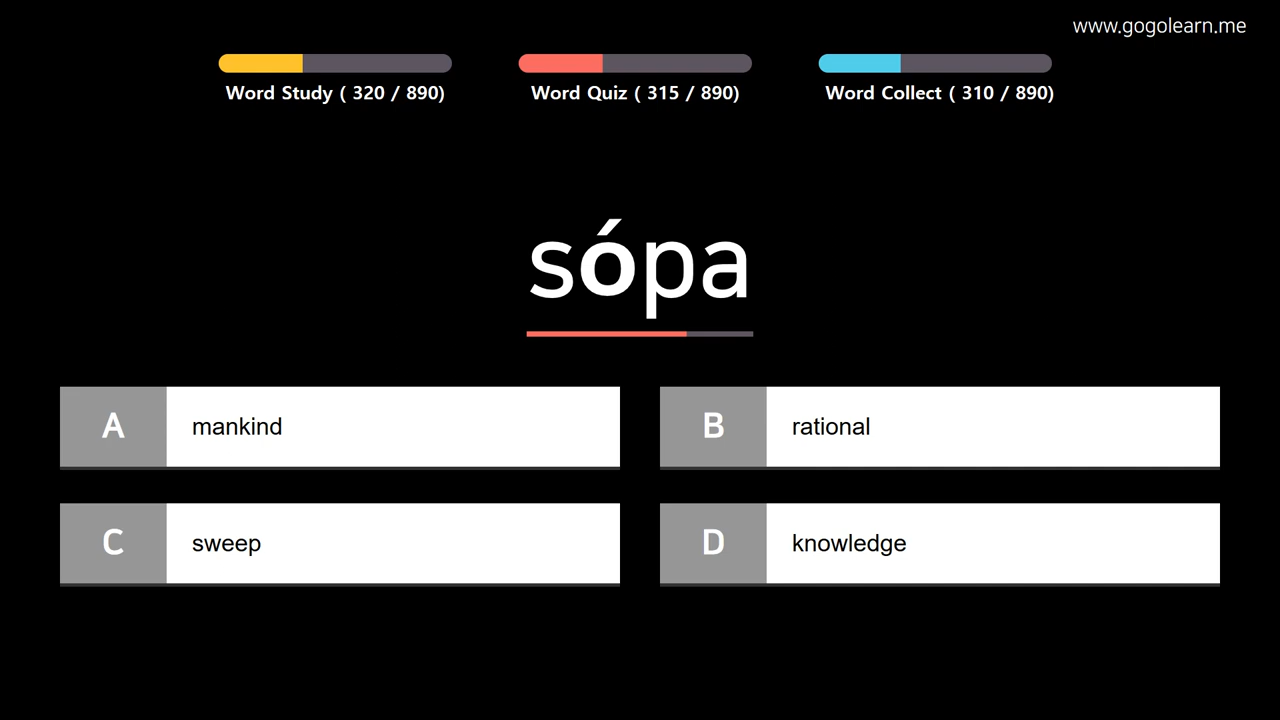 www.gogolearn.me
Word Study ( 320 / 890)
Word Quiz ( 315 / 890)
Word Collect ( 310 / 890)
sópa
A mankind
B rational
C sweep
D knowledge